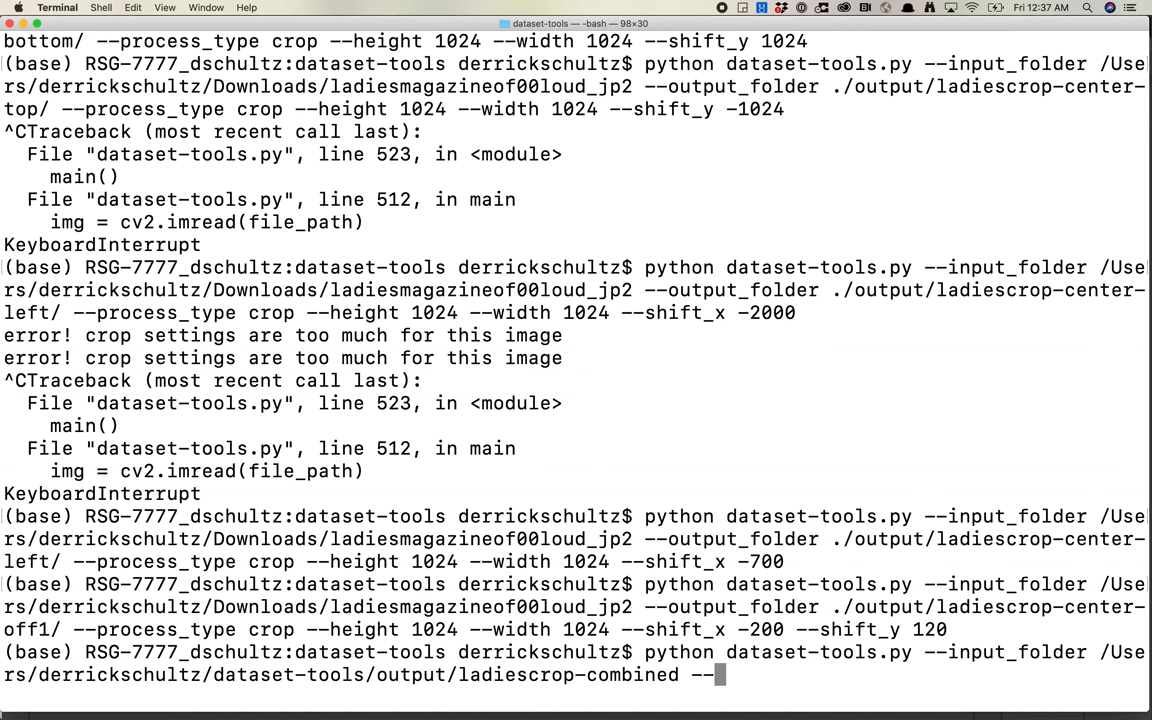 Terminal Shell Edit View Window Help Fri 12:37 AM
dataset-tools — -bash — 98×30
bottom/ --process_type crop --height 1024 --width 1024 --shift_y 1024
(base) RSG-7777_dschultz:dataset-tools derrickschultz$ python dataset-tools.py --input_folder /Use
rs/derrickschultz/Downloads/ladiesmagazineof00loud_jp2 --output_folder ./output/ladiescrop-center-
top/ --process_type crop --height 1024 --width 1024 --shift_y -1024
^CTraceback (most recent call last):
  File "dataset-tools.py", line 523, in <module>
    main()
  File "dataset-tools.py", line 512, in main
    img = cv2.imread(file_path)
KeyboardInterrupt
(base) RSG-7777_dschultz:dataset-tools derrickschultz$ python dataset-tools.py --input_folder /Use
rs/derrickschultz/Downloads/ladiesmagazineof00loud_jp2 --output_folder ./output/ladiescrop-center-
left/ --process_type crop --height 1024 --width 1024 --shift_x -2000
error! crop settings are too much for this image
error! crop settings are too much for this image
^CTraceback (most recent call last):
  File "dataset-tools.py", line 523, in <module>
    main()
  File "dataset-tools.py", line 512, in main
    img = cv2.imread(file_path)
KeyboardInterrupt
(base) RSG-7777_dschultz:dataset-tools derrickschultz$ python dataset-tools.py --input_folder /Use
rs/derrickschultz/Downloads/ladiesmagazineof00loud_jp2 --output_folder ./output/ladiescrop-center-
left/ --process_type crop --height 1024 --width 1024 --shift_x -700
(base) RSG-7777_dschultz:dataset-tools derrickschultz$ python dataset-tools.py --input_folder /Use
rs/derrickschultz/Downloads/ladiesmagazineof00loud_jp2 --output_folder ./output/ladiescrop-center-
off1/ --process_type crop --height 1024 --width 1024 --shift_x -200 --shift_y 120
(base) RSG-7777_dschultz:dataset-tools derrickschultz$ python dataset-tools.py --input_folder /Use
rs/derrickschultz/dataset-tools/output/ladiescrop-combined --